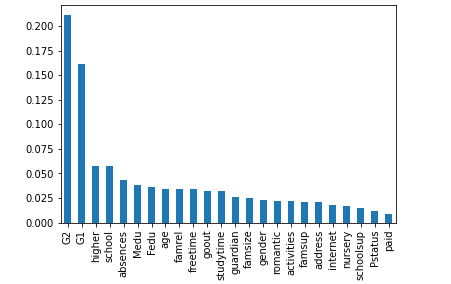 0.200
0.175
0.150
0.125
0.100
0.075
0.050
0.025
0.000
G2
G1
higher
school
absences
Medu
Fedu
age
famrel
freetime
goout
studytime
guardian
famsize
gender
romantic
activities
famsup
address
internet
nursery
schoolsup
Pstatus
paid